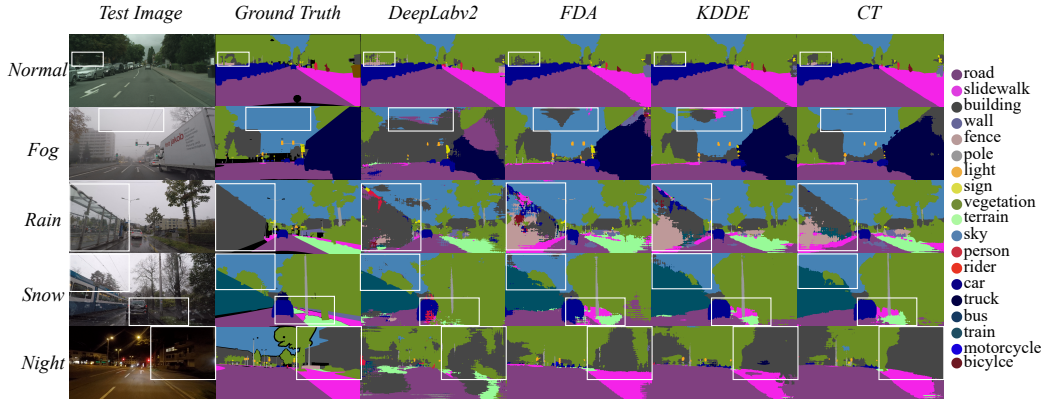 Test Image Ground Truth DeepLabv2 FDA KDDE CT
Normal
Fog
Rain
Snow
Night
road
slidewalk
building
wall
fence
pole
light
sign
vegetation
terrain
sky
person
rider
car
truck
bus
train
motorcycle
bicylce